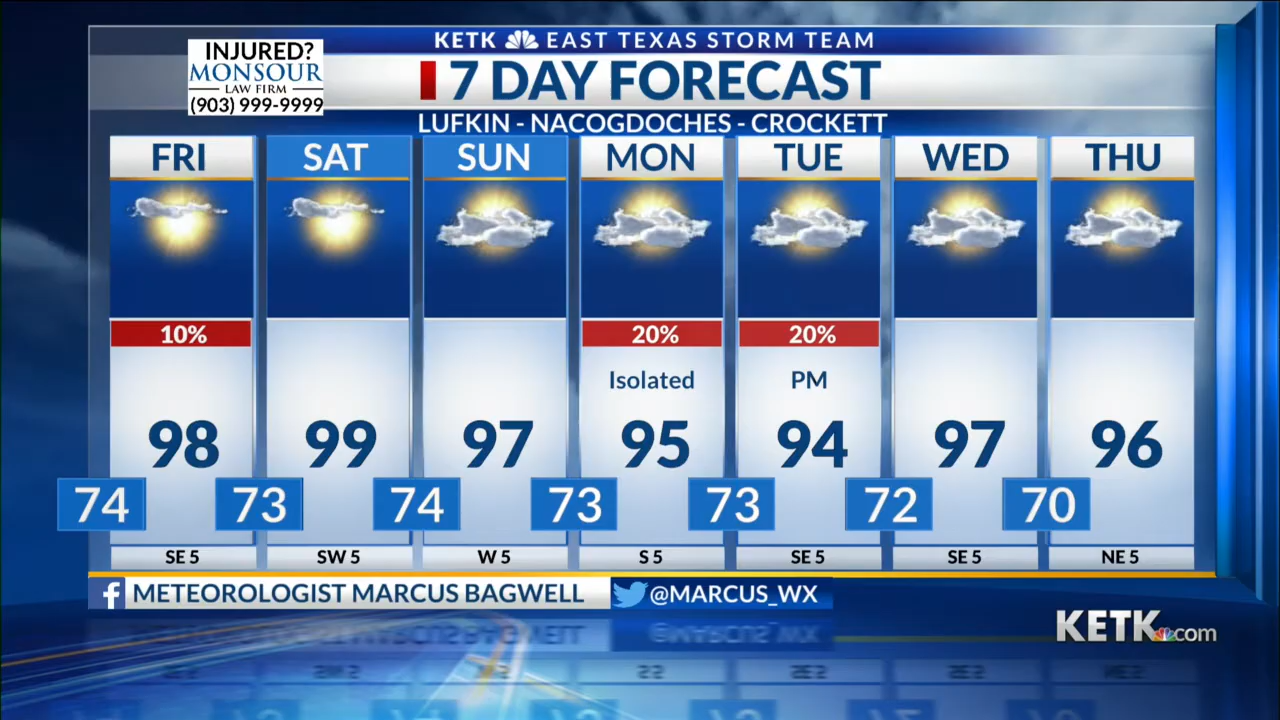 KETK EAST TEXAS STORM TEAM
INJURED?
MONSOUR
LAW FIRM
(903) 999-9999
7 DAY FORECAST
LUFKIN - NACOGDOCHES - CROCKETT
FRI SAT SUN MON TUE WED THU
10% 20% 20%
Isolated PM
98 99 97 95 94 97 96
74 73 74 73 73 72 70
SE 5 SW 5 W 5 S 5 SE 5 SE 5 NE 5
f METEOROLOGIST MARCUS BAGWELL @MARCUS_WX
KETK.com